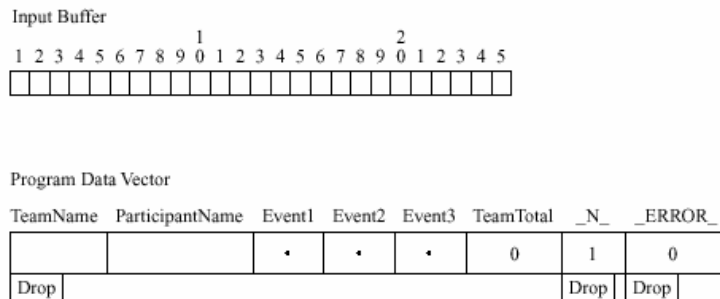 Input Buffer
1 2
1 2 3 4 5 6 7 8 9 0 1 2 3 4 5 6 7 8 9 0 1 2 3 4 5
Program Data Vector
TeamName ParticipantName Event1 Event2 Event3 TeamTotal _N_ _ERROR_
. . . 0 1 0
Drop Drop Drop